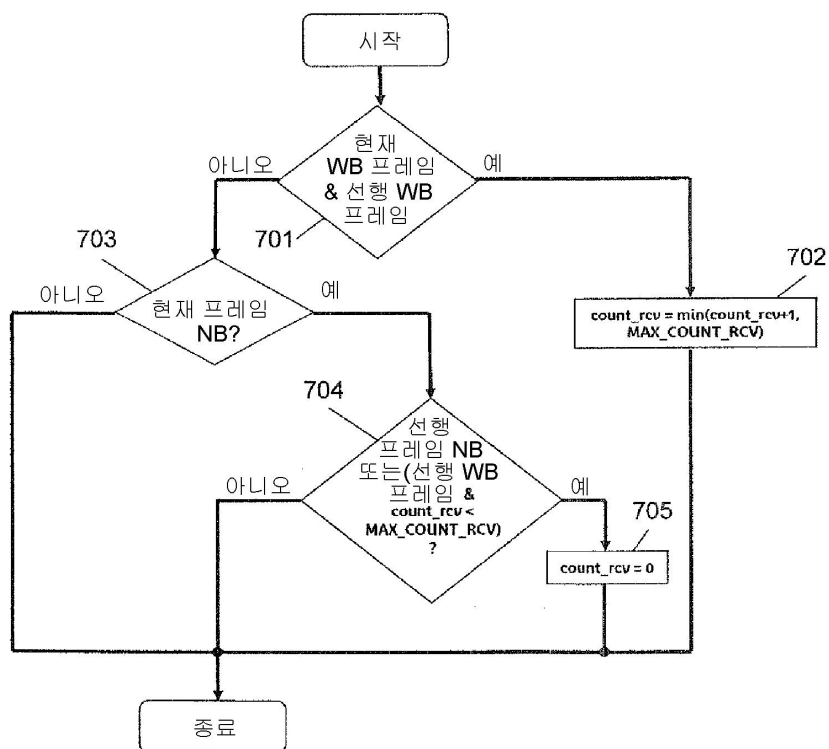 시작
현재
WB 프레임
& 선행 WB
프레임
아니오
예
701
703
702
현재 프레임
NB?
아니오
예
count_rcv = min(count_rcv+1,
MAX_COUNT_RCV)
704
선행
프레임 NB
또는(선행 WB
프레임 &
count_rcv <
MAX_COUNT_RCV)
?
아니오
예
705
count_rcv = 0
종료